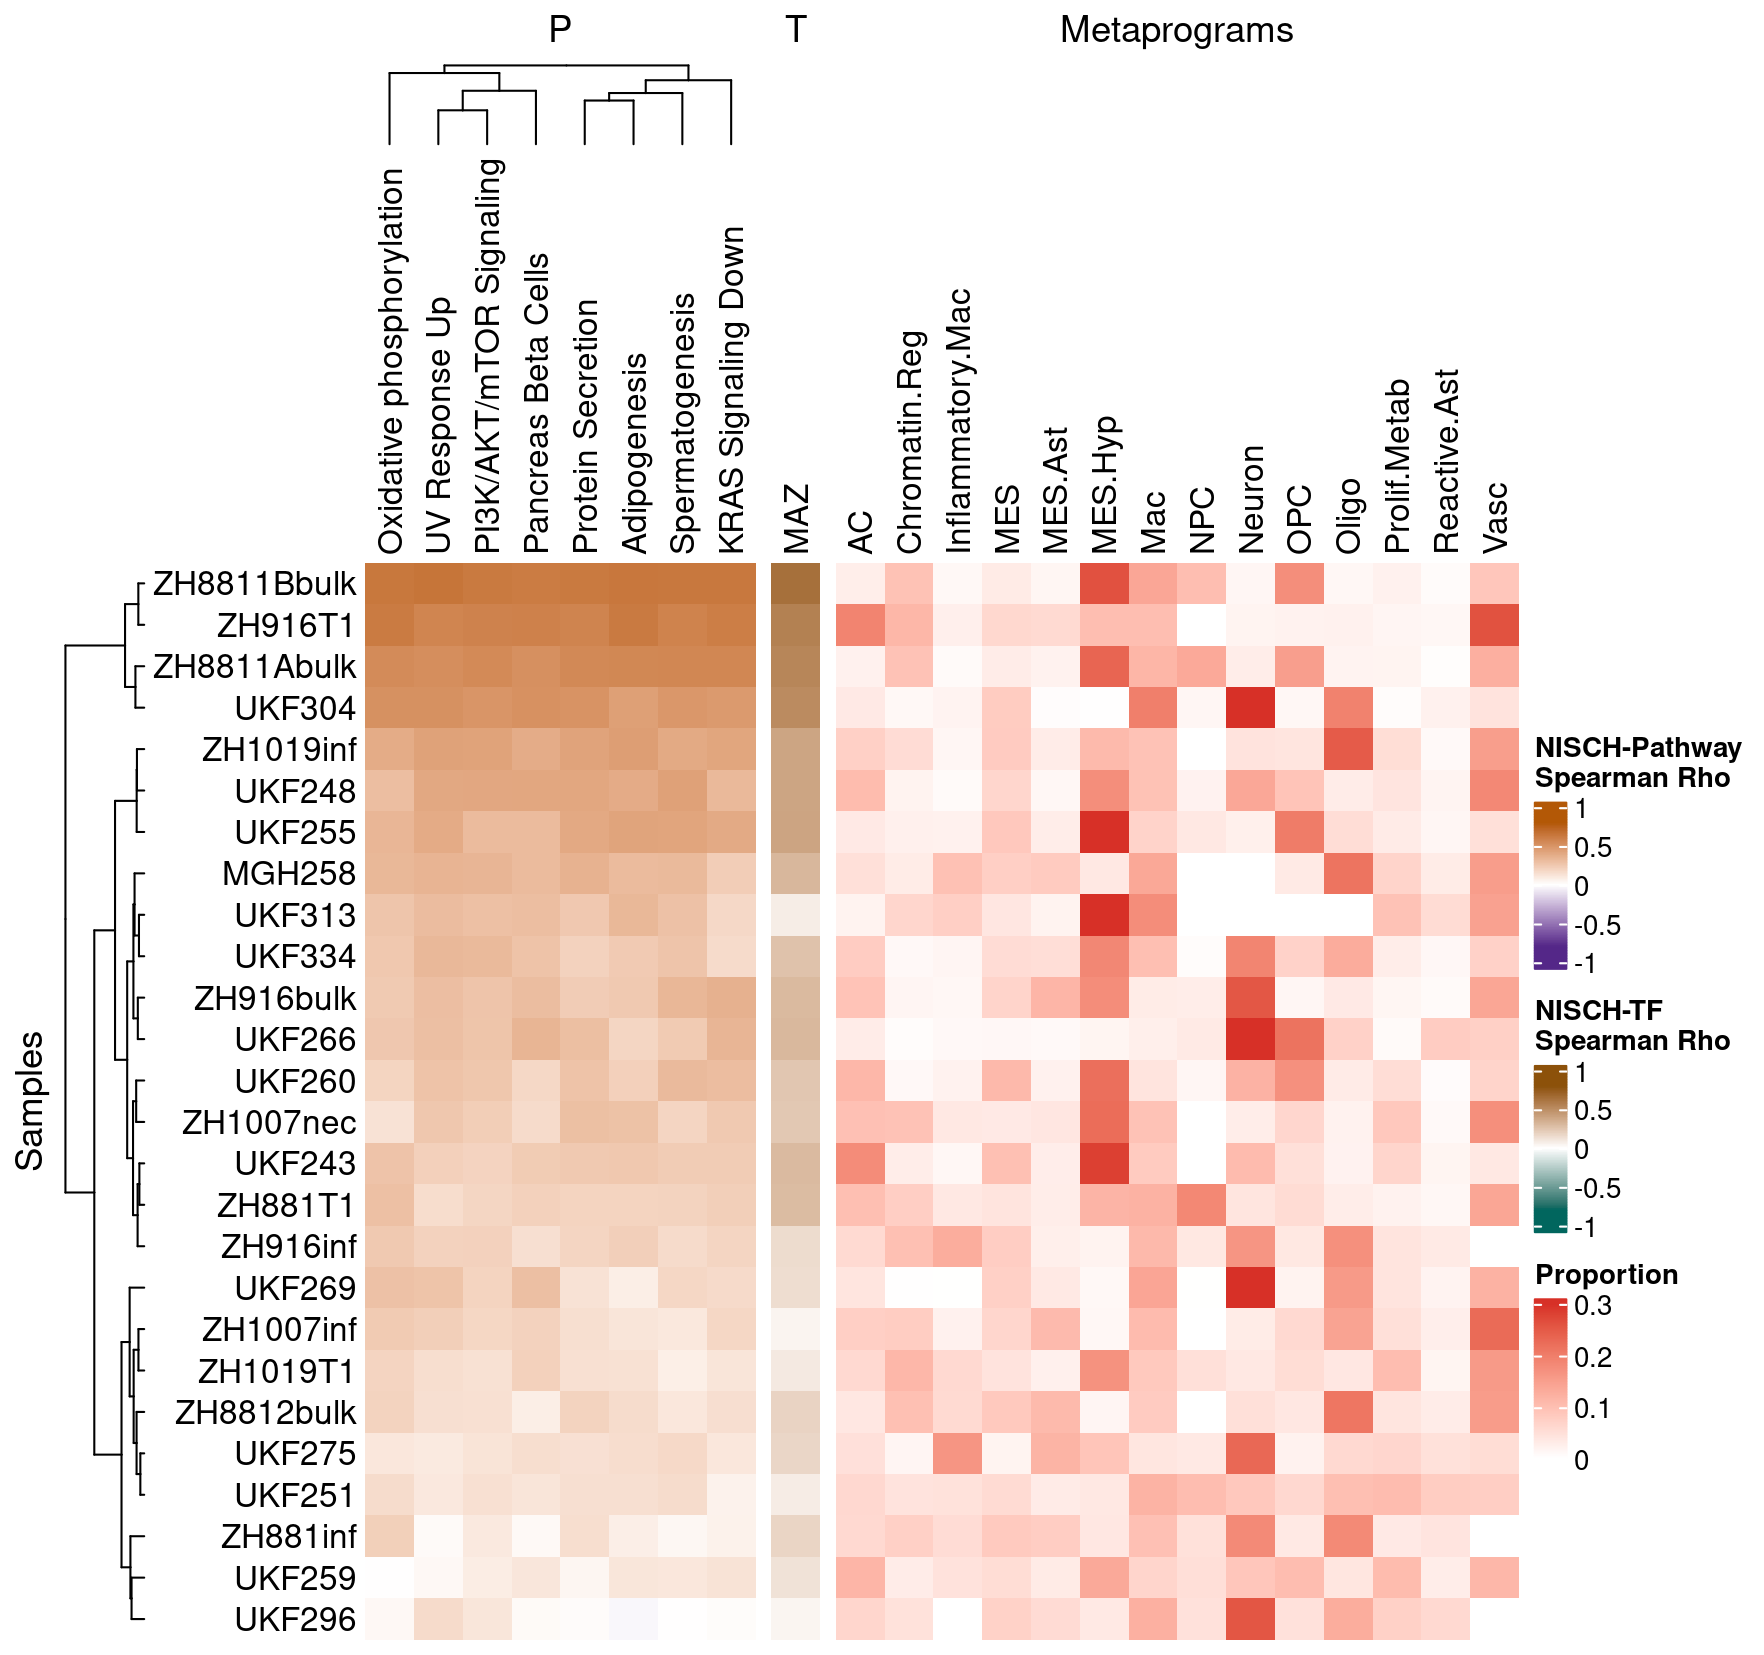 P
T
Metaprograms
Oxidative phosphorylation
UV Response Up
PI3K/AKT/mTOR Signaling
Pancreas Beta Cells
Protein Secretion
Adipogenesis
Spermatogenesis
KRAS Signaling Down
MAZ
AC
Chromatin.Reg
Inflammatory.Mac
MES
MES.Ast
MES.Hyp
Mac
NPC
Neuron
OPC
Oligo
Prolif.Metab
Reactive.Ast
Vasc
Samples
ZH8811Bbulk
ZH916T1
ZH8811Abulk
UKF304
ZH1019inf
UKF248
UKF255
MGH258
UKF313
UKF334
ZH916bulk
UKF266
UKF260
ZH1007nec
UKF243
ZH881T1
ZH916inf
UKF269
ZH1007inf
ZH1019T1
ZH8812bulk
UKF275
UKF251
ZH881inf
UKF259
UKF296
NISCH-Pathway
Spearman Rho
1
0.5
0
-0.5
-1
NISCH-TF
Spearman Rho
1
0.5
0
-0.5
-1
Proportion
0.3
0.2
0.1
0